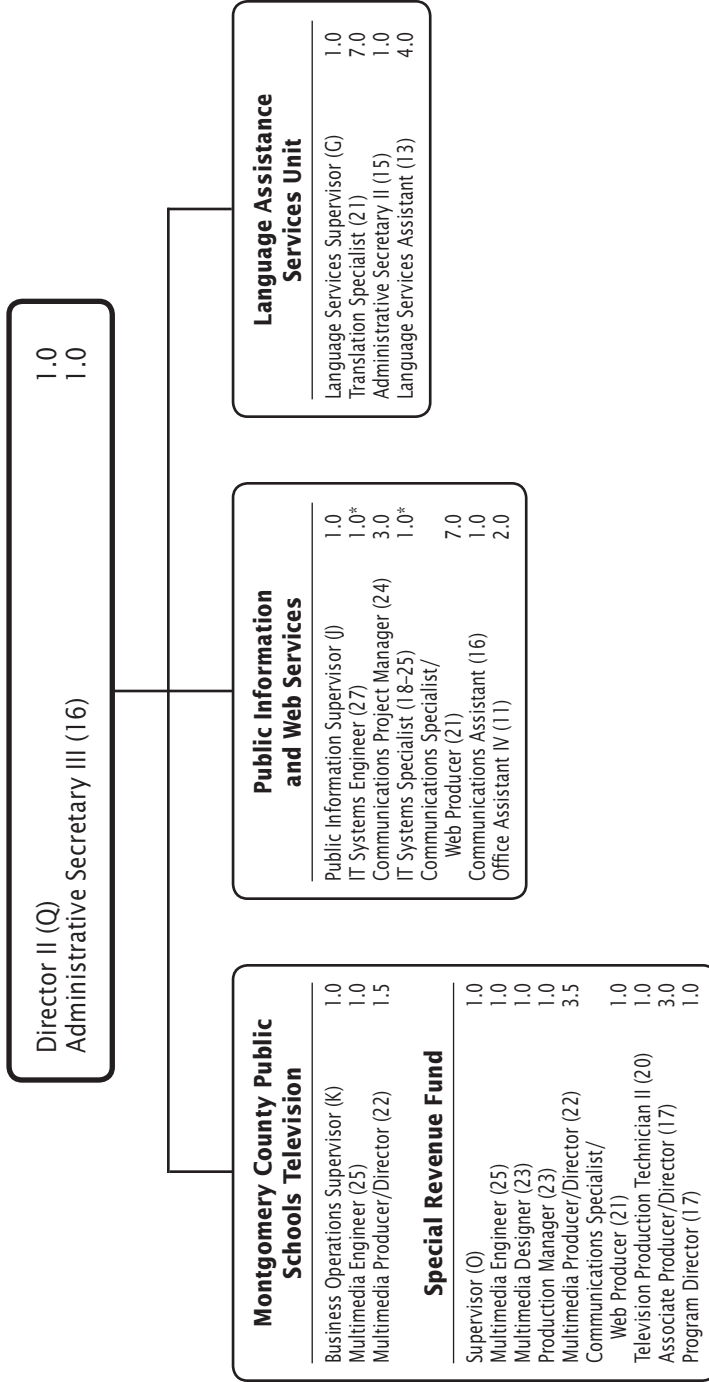 Director II (Q) 1.0
Administrative Secretary III (16) 1.0
Montgomery County Public
Schools Television
Business Operations Supervisor (K) 1.0
Multimedia Engineer (25) 1.0
Multimedia Producer/Director (22) 1.5
Special Revenue Fund
Supervisor (O) 1.0
Multimedia Engineer (25) 1.0
Multimedia Designer (23) 1.0
Production Manager (23) 1.0
Multimedia Producer/Director (22) 3.5
Communications Specialist/
Web Producer (21) 1.0
Television Production Technician II (20) 1.0
Associate Producer/Director (17) 3.0
Program Director (17) 1.0
Public Information
and Web Services
Public Information Supervisor (J) 1.0
IT Systems Engineer (27) 1.0*
Communications Project Manager (24) 3.0
IT Systems Specialist (18–25) 1.0*
Communications Specialist/
Web Producer (21) 7.0
Communications Assistant (16) 1.0
Office Assistant IV (11) 2.0
Language Assistance
Services Unit
Language Services Supervisor (G) 1.0
Translation Specialist (21) 7.0
Administrative Secretary II (15) 1.0
Language Services Assistant (13) 4.0